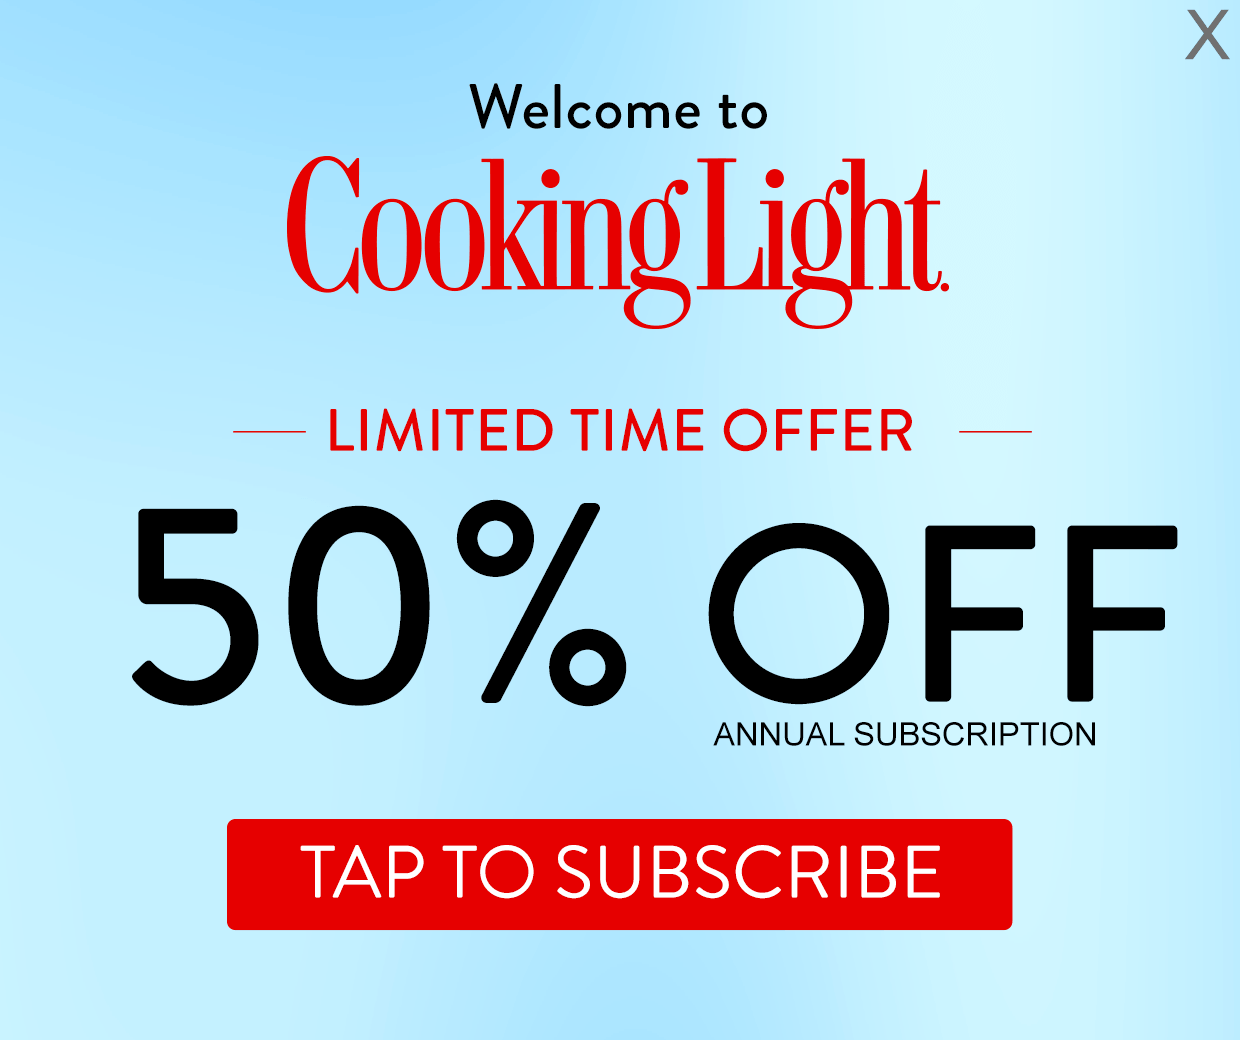 X
Welcome to
Cooking Light.
LIMITED TIME OFFER
50% OFF
ANNUAL SUBSCRIPTION
TAP TO SUBSCRIBE